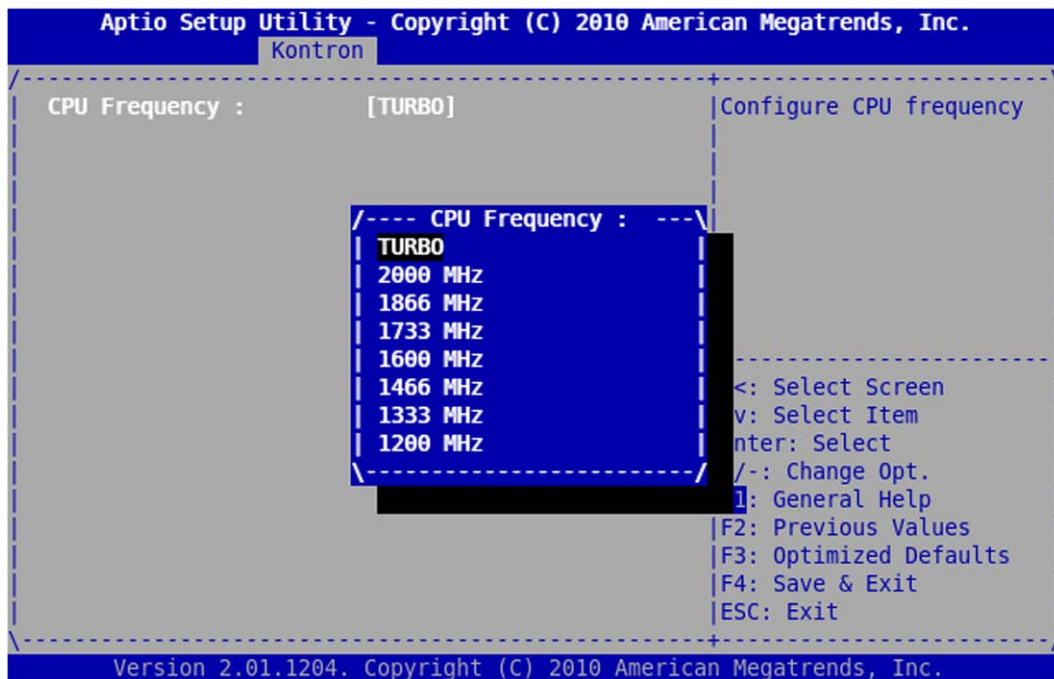 Aptio Setup Utility - Copyright (C) 2010 American Megatrends, Inc.
Kontron
CPU Frequency : [TURBO]
Configure CPU frequency
CPU Frequency :
TURBO
2000 MHz
1866 MHz
1733 MHz
1600 MHz
1466 MHz
1333 MHz
1200 MHz
<: Select Screen
v: Select Item
nter: Select
/-: Change Opt.
1: General Help
F2: Previous Values
F3: Optimized Defaults
F4: Save & Exit
ESC: Exit
Version 2.01.1204. Copyright (C) 2010 American Megatrends, Inc.